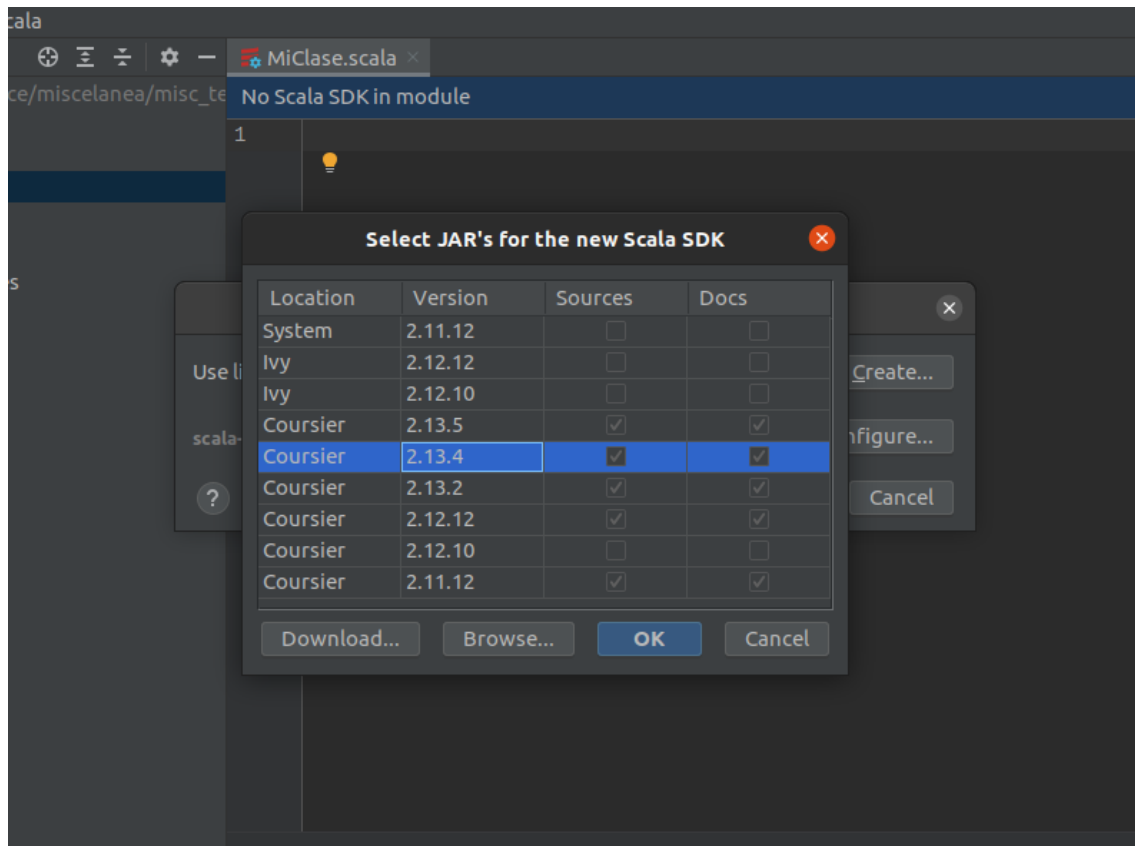 cala
MiClase.scala
ce/miscelanea/misc_te
No Scala SDK in module
1
Select JAR's for the new Scala SDK
s
Location Version Sources Docs
System 2.11.12
Ivy 2.12.12
Ivy 2.12.10
Coursier 2.13.5
Coursier 2.13.4
Coursier 2.13.2
Coursier 2.12.12
Coursier 2.12.10
Coursier 2.11.12
Use li
Create...
scala-
nfigure...
?
Cancel
Download... Browse... OK Cancel